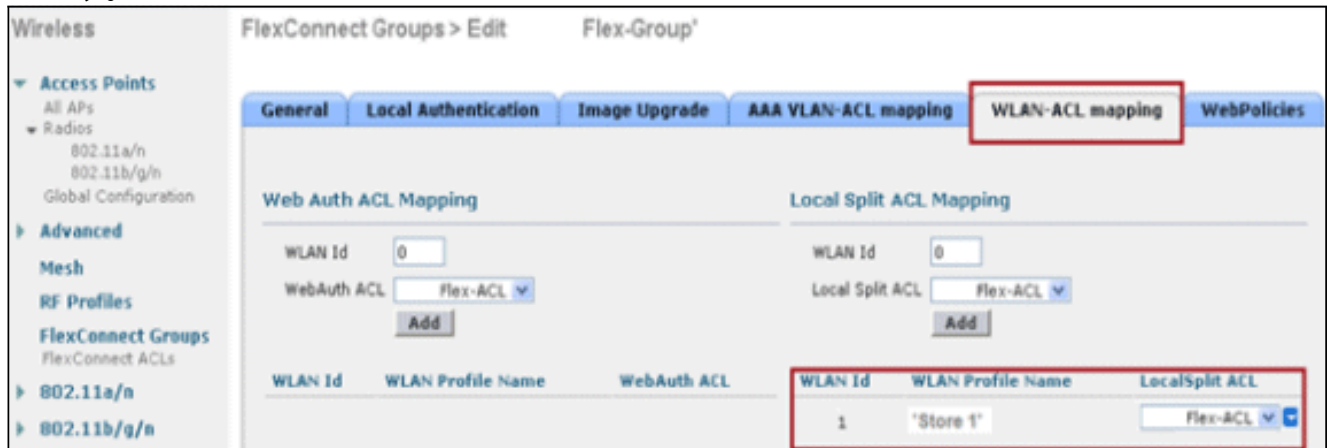 Wireless
Access Points
All APs
Radios
802.11a/n
802.11b/g/n
Global Configuration
Advanced
Mesh
RF Profiles
FlexConnect Groups
FlexConnect ACLs
802.11a/n
802.11b/g/n
FlexConnect Groups > Edit Flex-Group'
General Local Authentication Image Upgrade AAA VLAN-ACL mapping WLAN-ACL mapping WebPolicies
Web Auth ACL Mapping
WLAN Id 0
WebAuth ACL Flex-ACL
Add
WLAN Id WLAN Profile Name WebAuth ACL
Local Split ACL Mapping
WLAN Id 0
Local Split ACL Flex-ACL
Add
WLAN Id WLAN Profile Name LocalSplit ACL
1 'Store 1' Flex-ACL